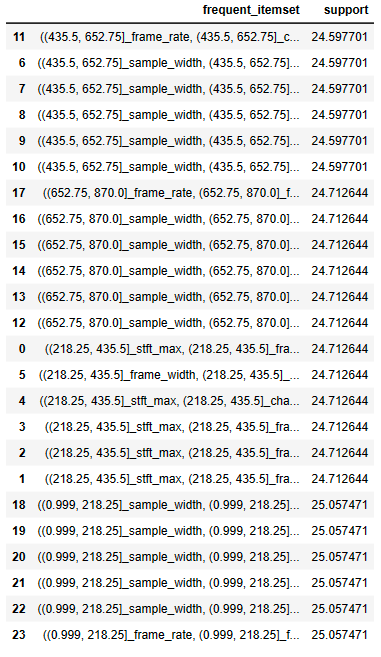 frequent_itemset support
11 ((435.5, 652.75]_frame_rate, (435.5, 652.75]_c... 24.597701
6 ((435.5, 652.75]_sample_width, (435.5, 652.75]... 24.597701
7 ((435.5, 652.75]_sample_width, (435.5, 652.75]... 24.597701
8 ((435.5, 652.75]_sample_width, (435.5, 652.75]... 24.597701
9 ((435.5, 652.75]_sample_width, (435.5, 652.75]... 24.597701
10 ((435.5, 652.75]_sample_width, (435.5, 652.75]... 24.597701
17 ((652.75, 870.0]_frame_rate, (652.75, 870.0]_f... 24.712644
16 ((652.75, 870.0]_sample_width, (652.75, 870.0]... 24.712644
15 ((652.75, 870.0]_sample_width, (652.75, 870.0]... 24.712644
14 ((652.75, 870.0]_sample_width, (652.75, 870.0]... 24.712644
13 ((652.75, 870.0]_sample_width, (652.75, 870.0]... 24.712644
12 ((652.75, 870.0]_sample_width, (652.75, 870.0]... 24.712644
0 ((218.25, 435.5]_stft_max, (218.25, 435.5]_fra... 24.712644
5 ((218.25, 435.5]_frame_width, (218.25, 435.5]_... 24.712644
4 ((218.25, 435.5]_stft_max, (218.25, 435.5]_cha... 24.712644
3 ((218.25, 435.5]_stft_max, (218.25, 435.5]_fra... 24.712644
2 ((218.25, 435.5]_stft_max, (218.25, 435.5]_fra... 24.712644
1 ((218.25, 435.5]_stft_max, (218.25, 435.5]_fra... 24.712644
18 ((0.999, 218.25]_sample_width, (0.999, 218.25]... 25.057471
19 ((0.999, 218.25]_sample_width, (0.999, 218.25]... 25.057471
20 ((0.999, 218.25]_sample_width, (0.999, 218.25]... 25.057471
21 ((0.999, 218.25]_sample_width, (0.999, 218.25]... 25.057471
22 ((0.999, 218.25]_sample_width, (0.999, 218.25]... 25.057471
23 ((0.999, 218.25]_frame_rate, (0.999, 218.25]_f... 25.057471